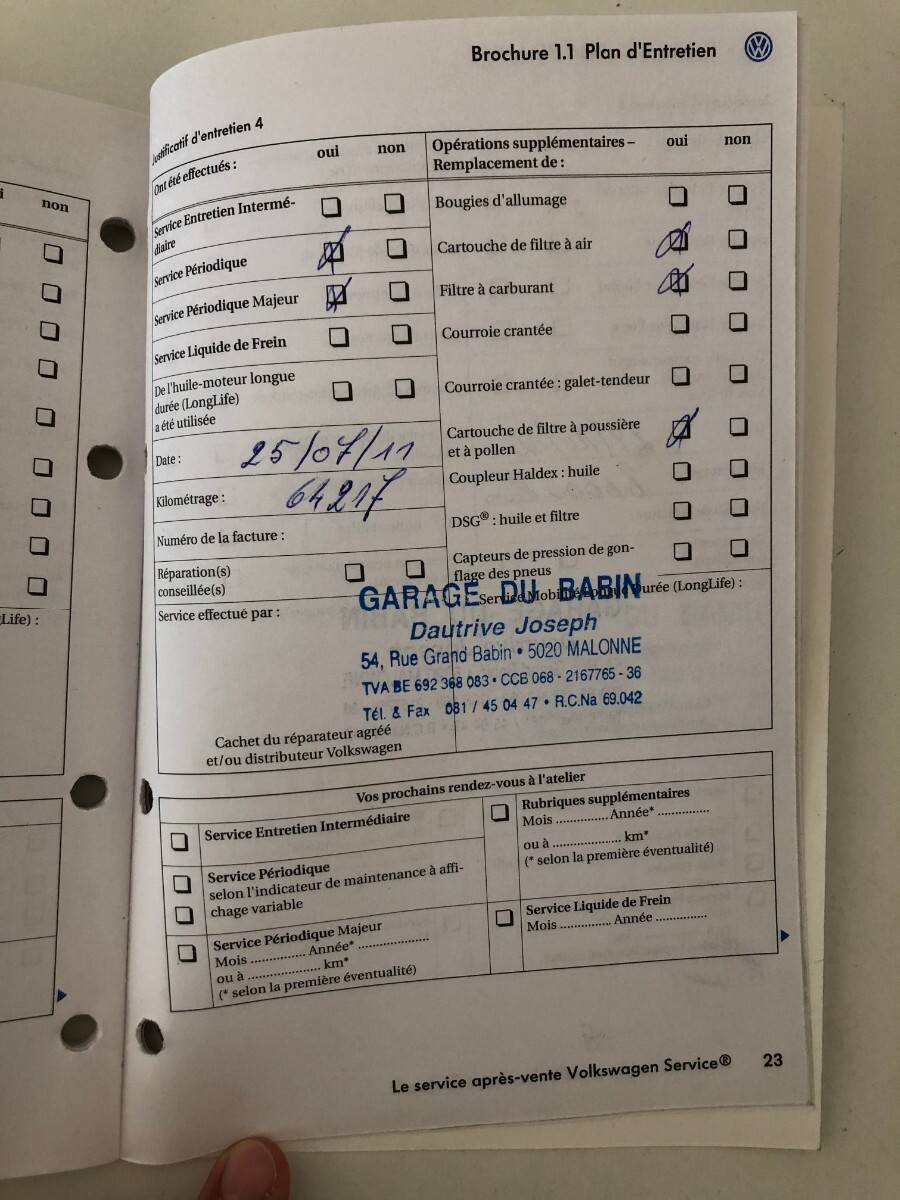 Brochure 1.1 Plan d'Entretien
Justificatif d'entretien 4
Ont été effectués :
oui non
Service Entretien Intermé-
diaire
Service Périodique
Service Périodique Majeur
Service Liquide de Frein
De l'huile-moteur longue
durée (LongLife)
a été utilisée
Date : 25/07/11
Kilométrage : 64217
Numéro de la facture :
Réparation(s)
conseillée(s)
Service effectué par :
Cachet du réparateur agréé
et/ou distributeur Volkswagen
Opérations supplémentaires –
Remplacement de :
oui non
Bougies d'allumage
Cartouche de filtre à air
Filtre à carburant
Courroie crantée
Courroie crantée : galet-tendeur
Cartouche de filtre à poussière
et à pollen
Coupleur Haldex : huile
DSG® : huile et filtre
Capteurs de pression de gon-
flage des pneus
Service Mobilité Longue Durée (LongLife) :
GARAGE DU BABIN
Dautrive Joseph
54, Rue Grand Babin • 5020 MALONNE
TVA BE 692 368 083 • CCB 068 - 2167765 - 36
Tél. & Fax 081 / 45 04 47 • R.C.Na 69.042
Vos prochains rendez-vous à l'atelier
Service Entretien Intermédiaire
Service Périodique
selon l'indicateur de maintenance à affi-
chage variable
Service Périodique Majeur
Mois ............... Année* ...................
ou à .................... km*
(* selon la première éventualité)
Rubriques supplémentaires
Mois ............... Année* ..............
ou à .................... km*
(* selon la première éventualité)
Service Liquide de Frein
Mois .............. Année ..............
Le service après-vente Volkswagen Service® 23
non
Life) :